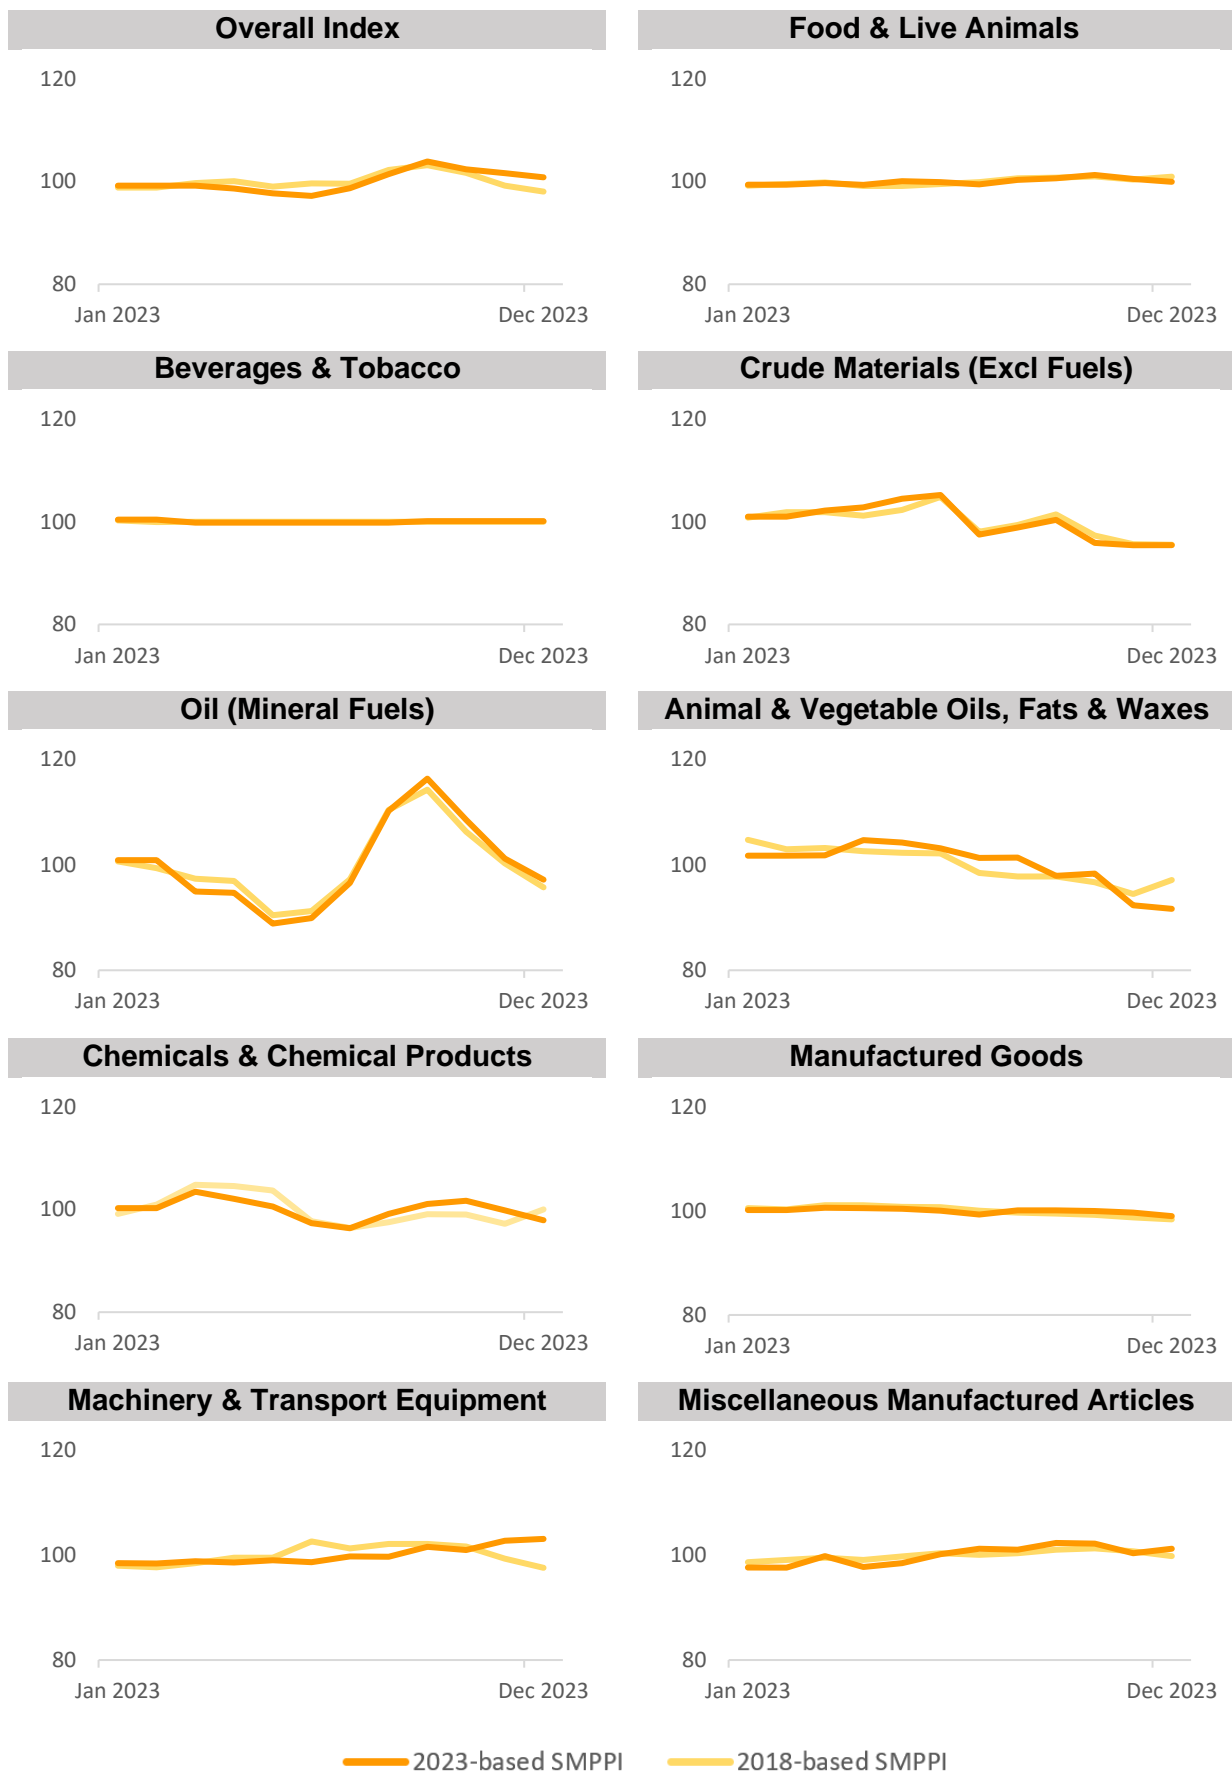 Overall Index
120
100
80
Jan 2023 Dec 2023
Food & Live Animals
120
100
80
Jan 2023 Dec 2023
Beverages & Tobacco
120
100
80
Jan 2023 Dec 2023
Crude Materials (Excl Fuels)
120
100
80
Jan 2023 Dec 2023
Oil (Mineral Fuels)
120
100
80
Jan 2023 Dec 2023
Animal & Vegetable Oils, Fats & Waxes
120
100
80
Jan 2023 Dec 2023
Chemicals & Chemical Products
120
100
80
Jan 2023 Dec 2023
Manufactured Goods
120
100
80
Jan 2023 Dec 2023
Machinery & Transport Equipment
120
100
80
Jan 2023 Dec 2023
Miscellaneous Manufactured Articles
120
100
80
Jan 2023 Dec 2023
2023-based SMPPI 2018-based SMPPI